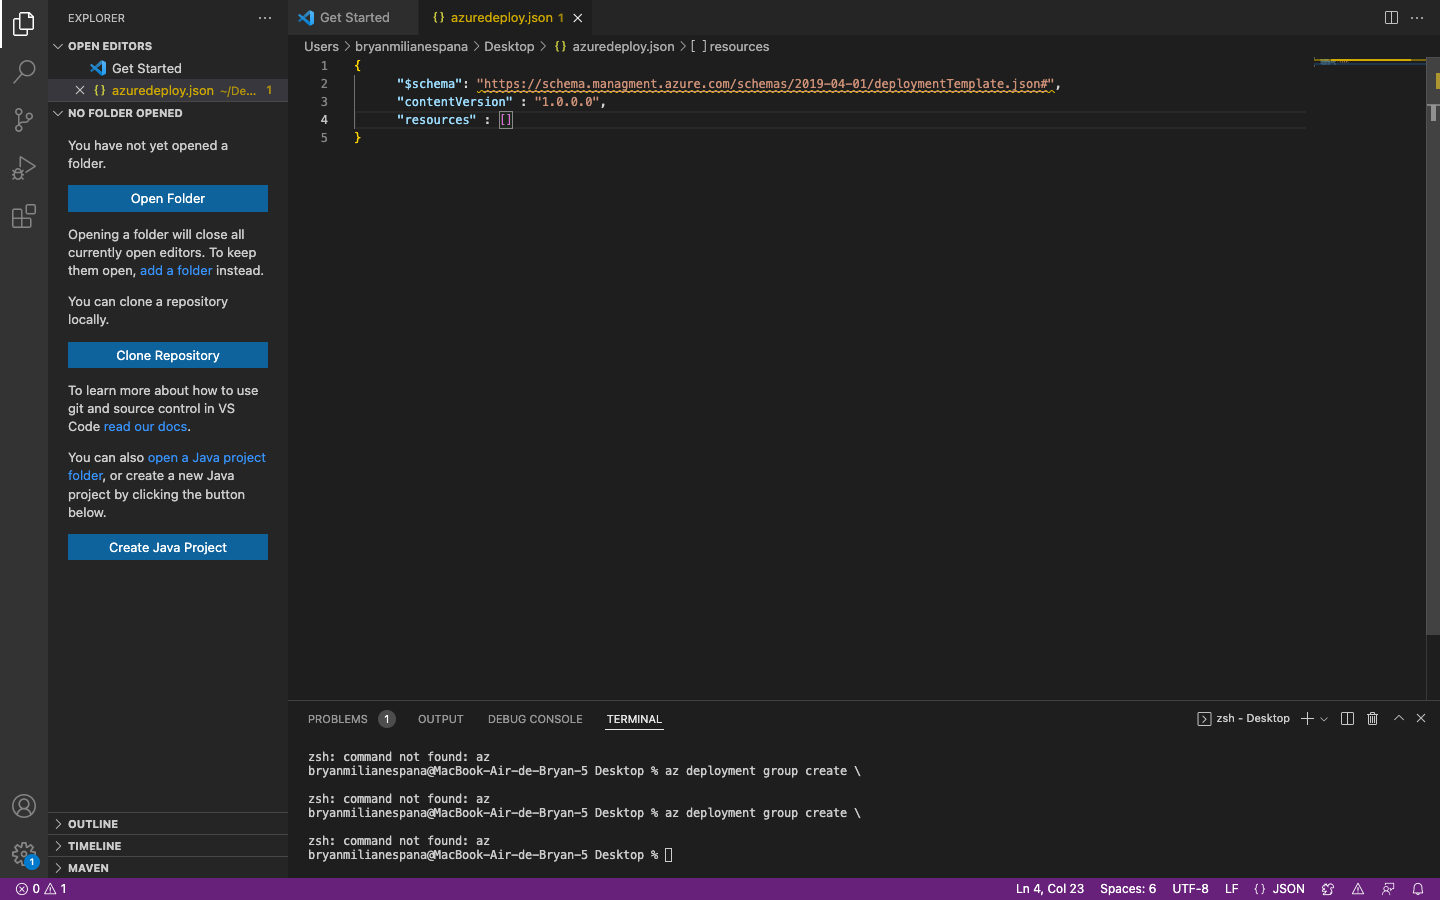 EXPLORER
OPEN EDITORS
Get Started
azuredeploy.json ~/De... 1
NO FOLDER OPENED
You have not yet opened a
folder.
Open Folder
Opening a folder will close all
currently open editors. To keep
them open, add a folder instead.
You can clone a repository
locally.
Clone Repository
To learn more about how to use
git and source control in VS
Code read our docs.
You can also open a Java project
folder, or create a new Java
project by clicking the button
below.
Create Java Project
OUTLINE
TIMELINE
MAVEN
Get Started
{} azuredeploy.json 1
Users > bryanmilianespana > Desktop > {} azuredeploy.json > [ ] resources
1 {
2 "$schema": "https://schema.managment.azure.com/schemas/2019-04-01/deploymentTemplate.json#",
3 "contentVersion" : "1.0.0.0",
4 "resources" : []
5 }
PROBLEMS 1 OUTPUT DEBUG CONSOLE TERMINAL
zsh - Desktop
zsh: command not found: az
bryanmilianespana@MacBook-Air-de-Bryan-5 Desktop % az deployment group create \
zsh: command not found: az
bryanmilianespana@MacBook-Air-de-Bryan-5 Desktop % az deployment group create \
zsh: command not found: az
bryanmilianespana@MacBook-Air-de-Bryan-5 Desktop %
1
0 1
Ln 4, Col 23 Spaces: 6 UTF-8 LF {} JSON